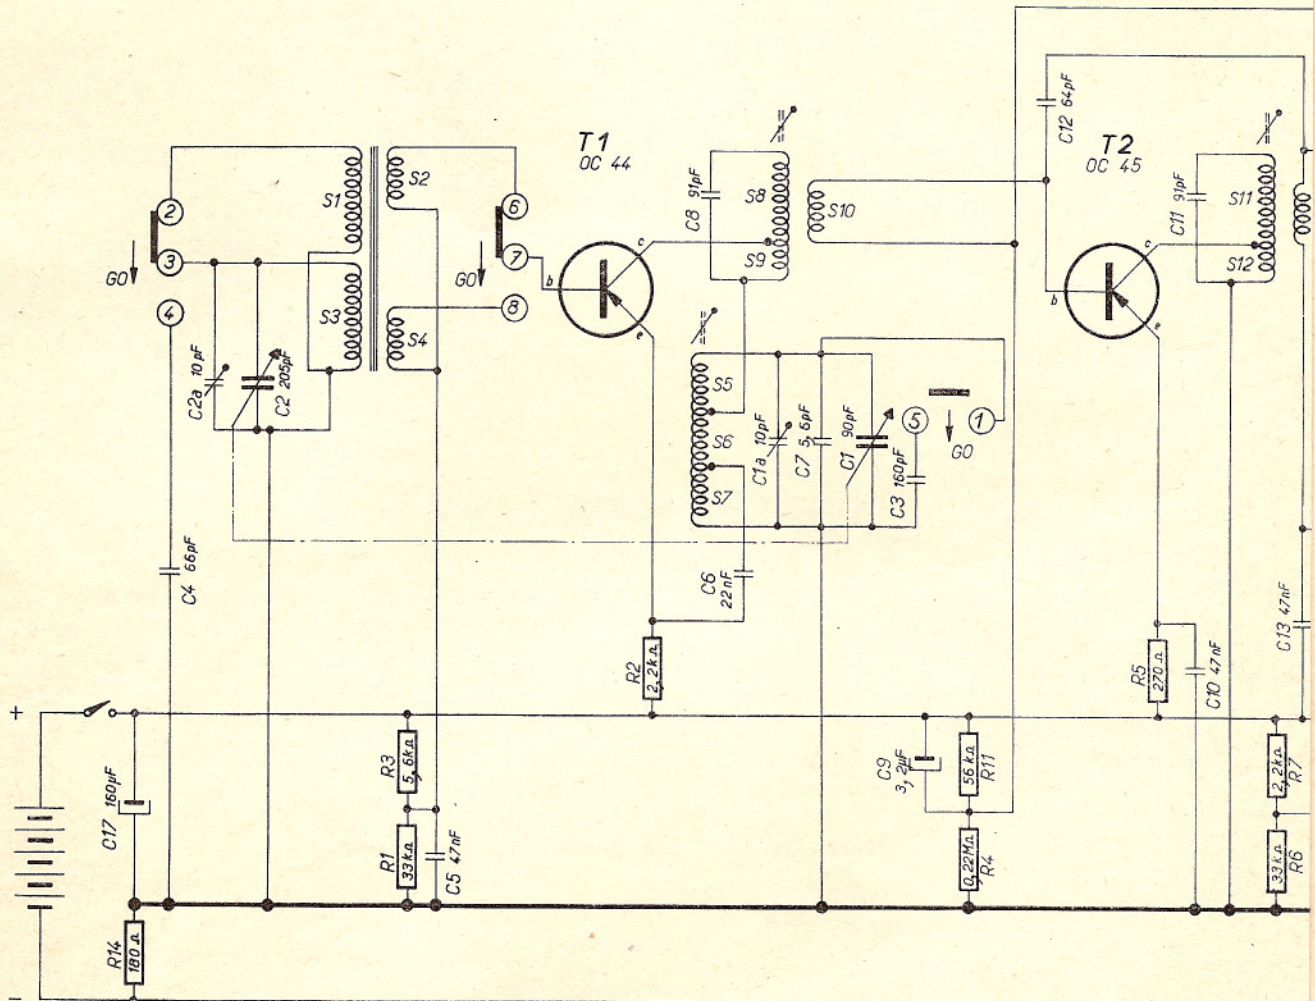 T1
OC 44
T2
OC 45
C12 64pF
S1
S2
C8 91pF
S8
S10
C11 91pF
S11
2
6
3
7
4
8
GO
GO
c
b
e
S9
c
b
e
S12
S3
S4
C2a 10pF
C2 205pF
S5
S6
S7
C1a 10pF
C7 5,6pF
C1 90pF
5
1
GO
C3 160pF
C4 66pF
C6
22nF
R2
2,2kΩ
R5
270Ω
C10 47nF
C13 47nF
+
C17 160µF
R3
5,6kΩ
R1
33kΩ
C5 47nF
C9
3,2µF
56kΩ
R11
0,22MΩ
R4
2,2kΩ
R7
33kΩ
R6
R14
180Ω
−